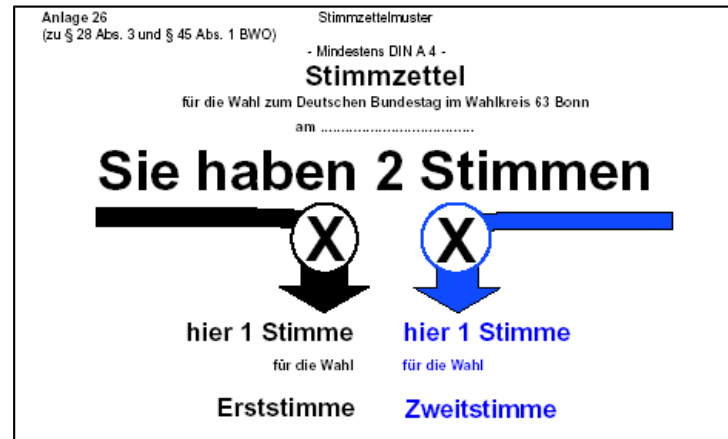 Anlage 26 Stimmzettelmuster
(zu § 28 Abs. 3 und § 45 Abs. 1 BWO)
- Mindestens DIN A 4 -
Stimmzettel
für die Wahl zum Deutschen Bundestag im Wahlkreis 63 Bonn
am ......................................
Sie haben 2 Stimmen
X X
hier 1 Stimme hier 1 Stimme
für die Wahl für die Wahl
Erststimme Zweitstimme